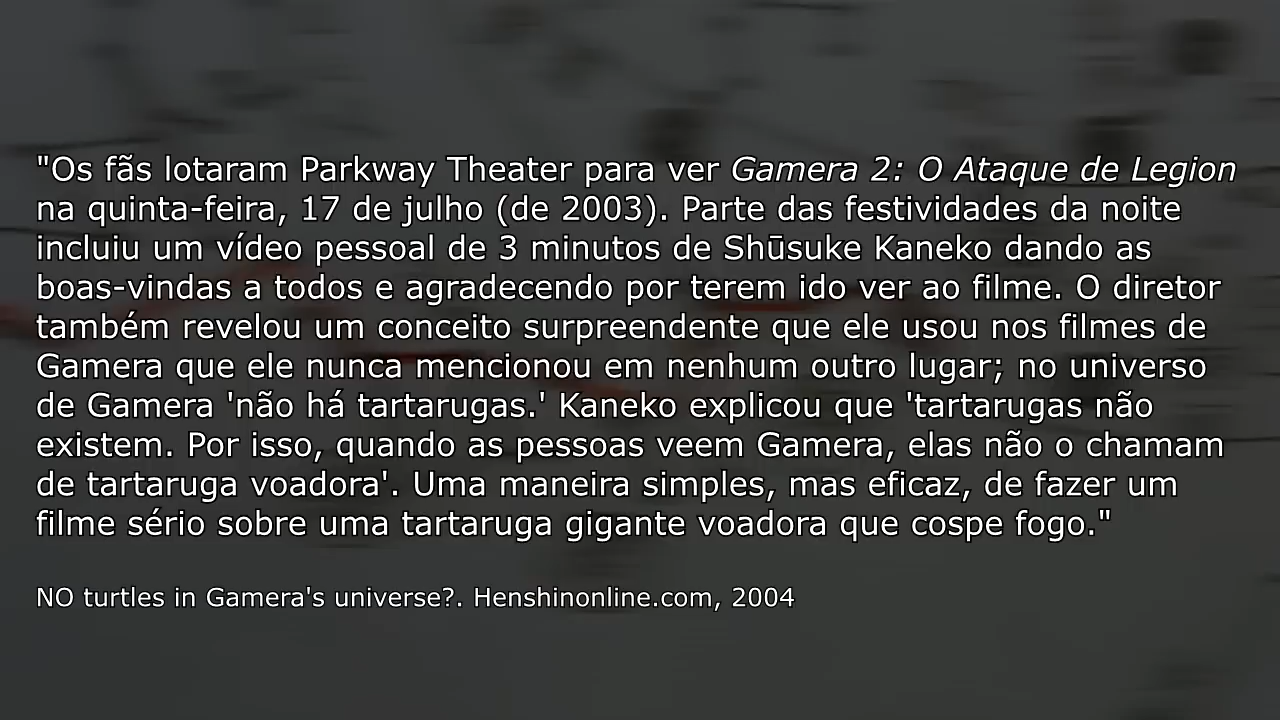 "Os fãs lotaram Parkway Theater para ver Gamera 2: O Ataque de Legion
na quinta-feira, 17 de julho (de 2003). Parte das festividades da noite
incluiu um vídeo pessoal de 3 minutos de Shūsuke Kaneko dando as
boas-vindas a todos e agradecendo por terem ido ver ao filme. O diretor
também revelou um conceito surpreendente que ele usou nos filmes de
Gamera que ele nunca mencionou em nenhum outro lugar; no universo
de Gamera 'não há tartarugas.' Kaneko explicou que 'tartarugas não
existem. Por isso, quando as pessoas veem Gamera, elas não o chamam
de tartaruga voadora'. Uma maneira simples, mas eficaz, de fazer um
filme sério sobre uma tartaruga gigante voadora que cospe fogo."
NO turtles in Gamera's universe?. Henshinonline.com, 2004